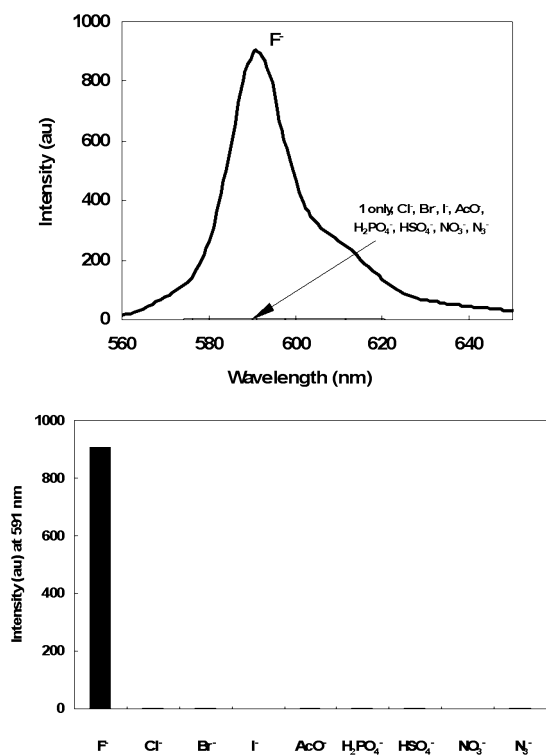 1000
800
600
400
200
0
Intensity (au)
F⁻
1 only, Cl⁻, Br⁻, I⁻, AcO⁻,
H₂PO₄⁻, HSO₄⁻, NO₃⁻, N₃⁻
560 580 600 620 640
Wavelength (nm)
1000
800
600
400
200
0
Intensity (au) at 591 nm
F⁻ Cl⁻ Br⁻ I⁻ AcO⁻ H₂PO₄⁻ HSO₄⁻ NO₃⁻ N₃⁻